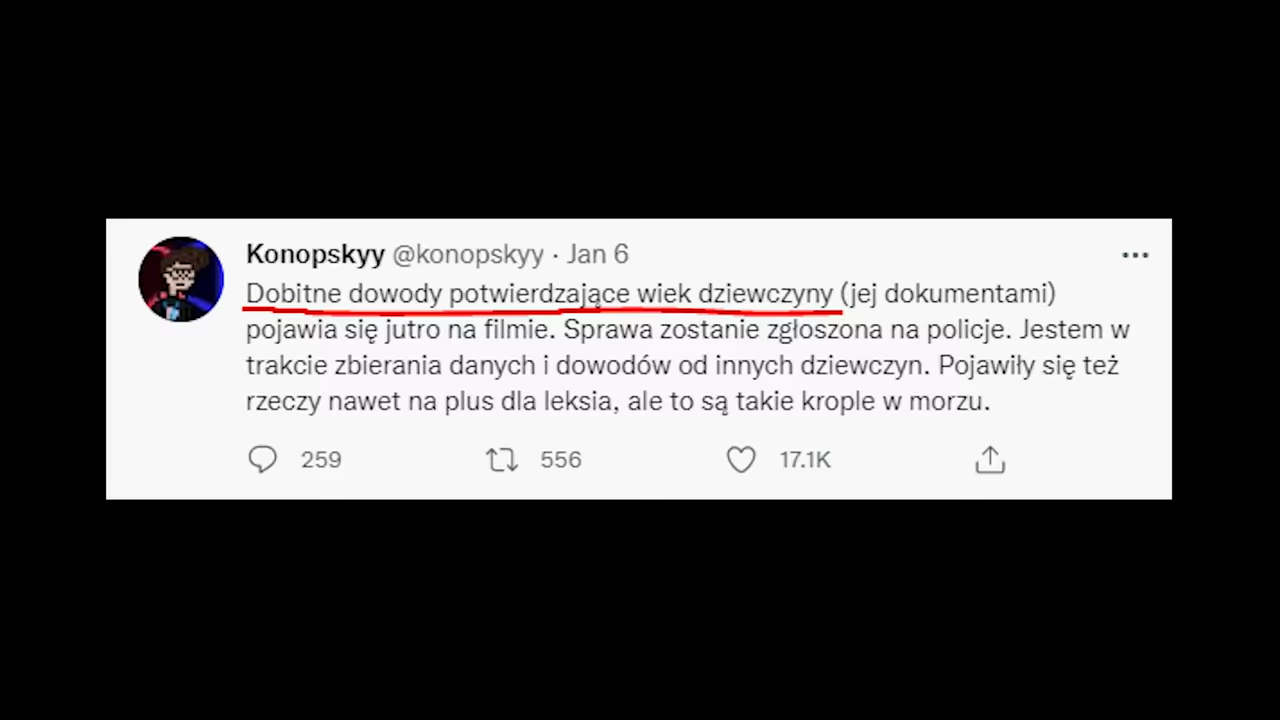 Konopskyy @konopskyy · Jan 6
Dobitne dowody potwierdzające wiek dziewczyny (jej dokumentami)
pojawia się jutro na filmie. Sprawa zostanie zgłoszona na policje. Jestem w
trakcie zbierania danych i dowodów od innych dziewczyn. Pojawiły się też
rzeczy nawet na plus dla leksia, ale to są takie krople w morzu.
259 556 17.1K